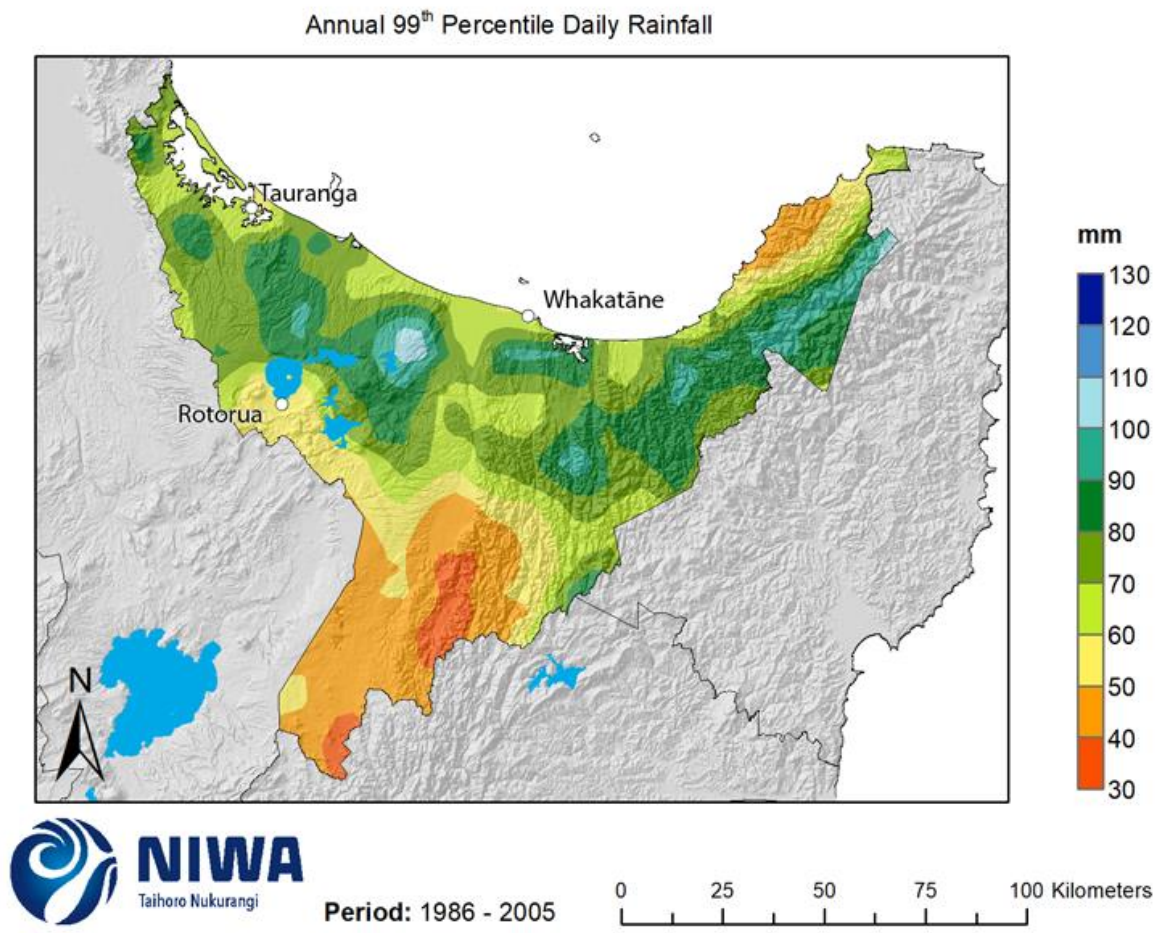 Annual 99th Percentile Daily Rainfall
Tauranga
Whakatāne
Rotorua
N
mm
130
120
110
100
90
80
70
60
50
40
30
NIWA
Taihoro Nukurangi
Period: 1986 - 2005
0 25 50 75 100 Kilometers